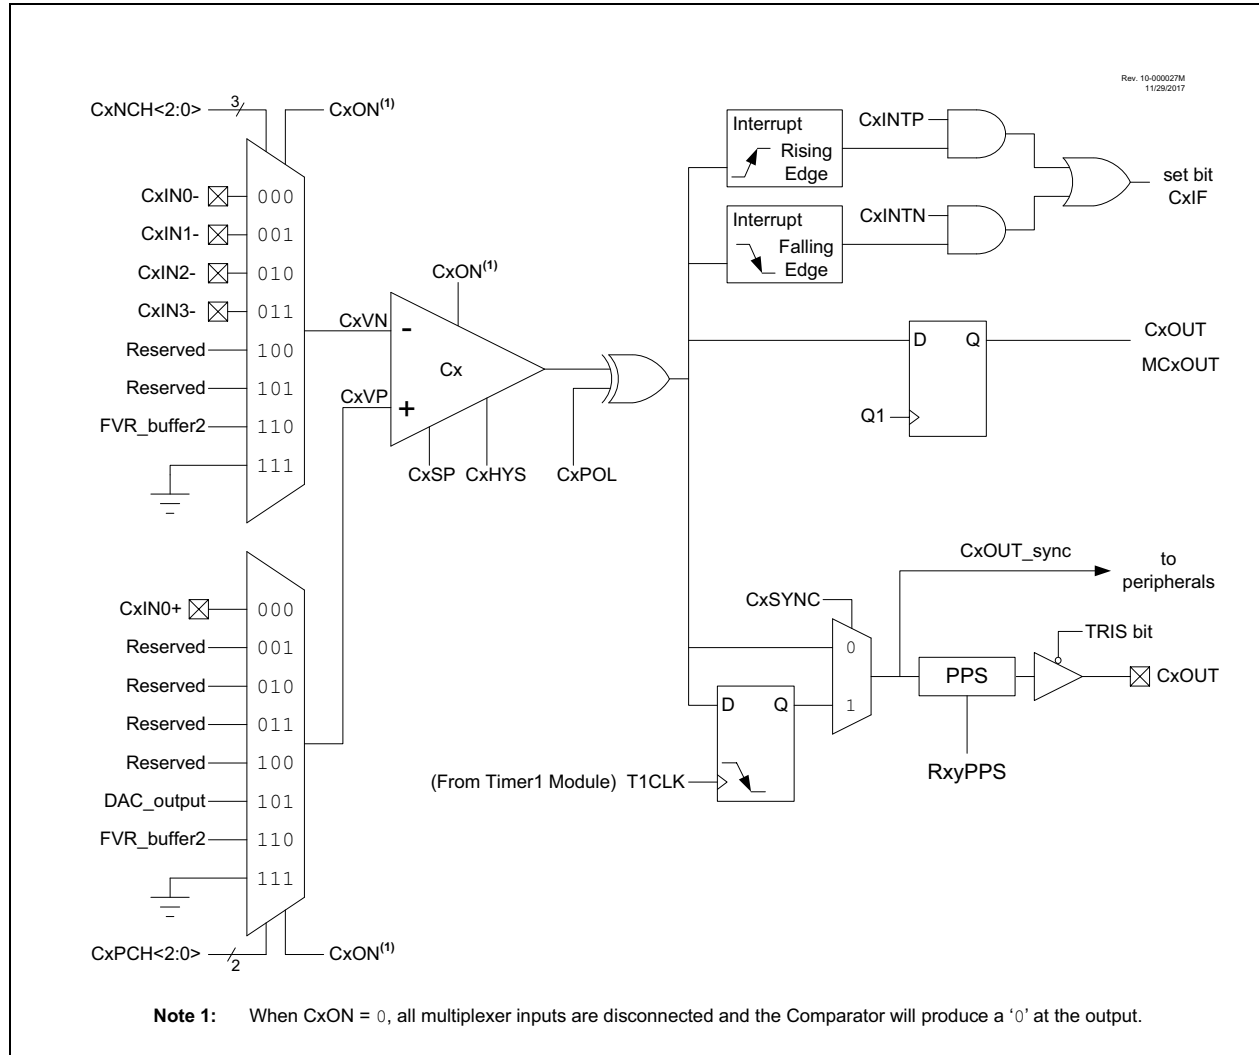 Rev. 10-000027M
11/29/2017
CxNCH<2:0>
3
CxON(1)
CxIN0-
000
CxIN1-
001
CxIN2-
010
CxIN3-
011
Reserved
100
Reserved
101
FVR_buffer2
110
111
CxVN
CxVP
CxON(1)
-
Cx
+
CxSP
CxHYS
CxPOL
Interrupt
Rising
Edge
CxINTP
Interrupt
Falling
Edge
CxINTN
set bit
CxIF
D
Q
Q1
CxOUT
MCxOUT
CxIN0+
000
Reserved
001
Reserved
010
Reserved
011
Reserved
100
DAC_output
101
FVR_buffer2
110
111
CxPCH<2:0>
2
CxON(1)
CxSYNC
0
1
D
Q
(From Timer1 Module) T1CLK
CxOUT_sync
to
peripherals
PPS
RxyPPS
TRIS bit
CxOUT
Note 1: When CxON = 0, all multiplexer inputs are disconnected and the Comparator will produce a ‘0’ at the output.